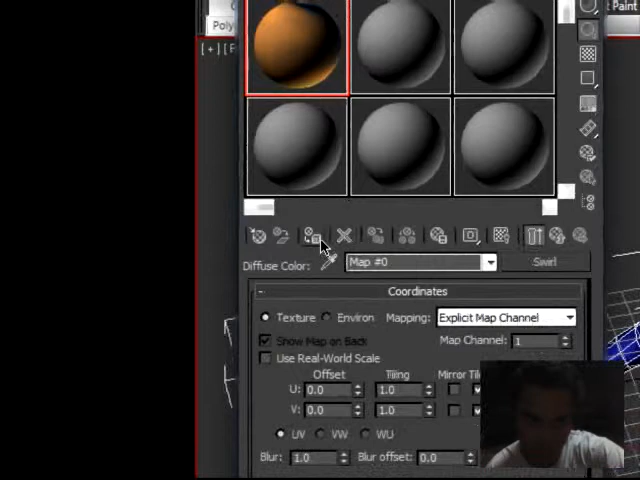 t Paint
Poly
[ + ] [ F
Diffuse Color:
Map #0
Swirl
Coordinates
Texture
Environ
Mapping:
Explicit Map Channel
Show Map on Back
Map Channel:
1
Use Real-World Scale
Offset
Tiling
Mirror
U:
0.0
1.0
V:
0.0
1.0
UV
VW
WU
Blur:
1.0
Blur offset:
0.0